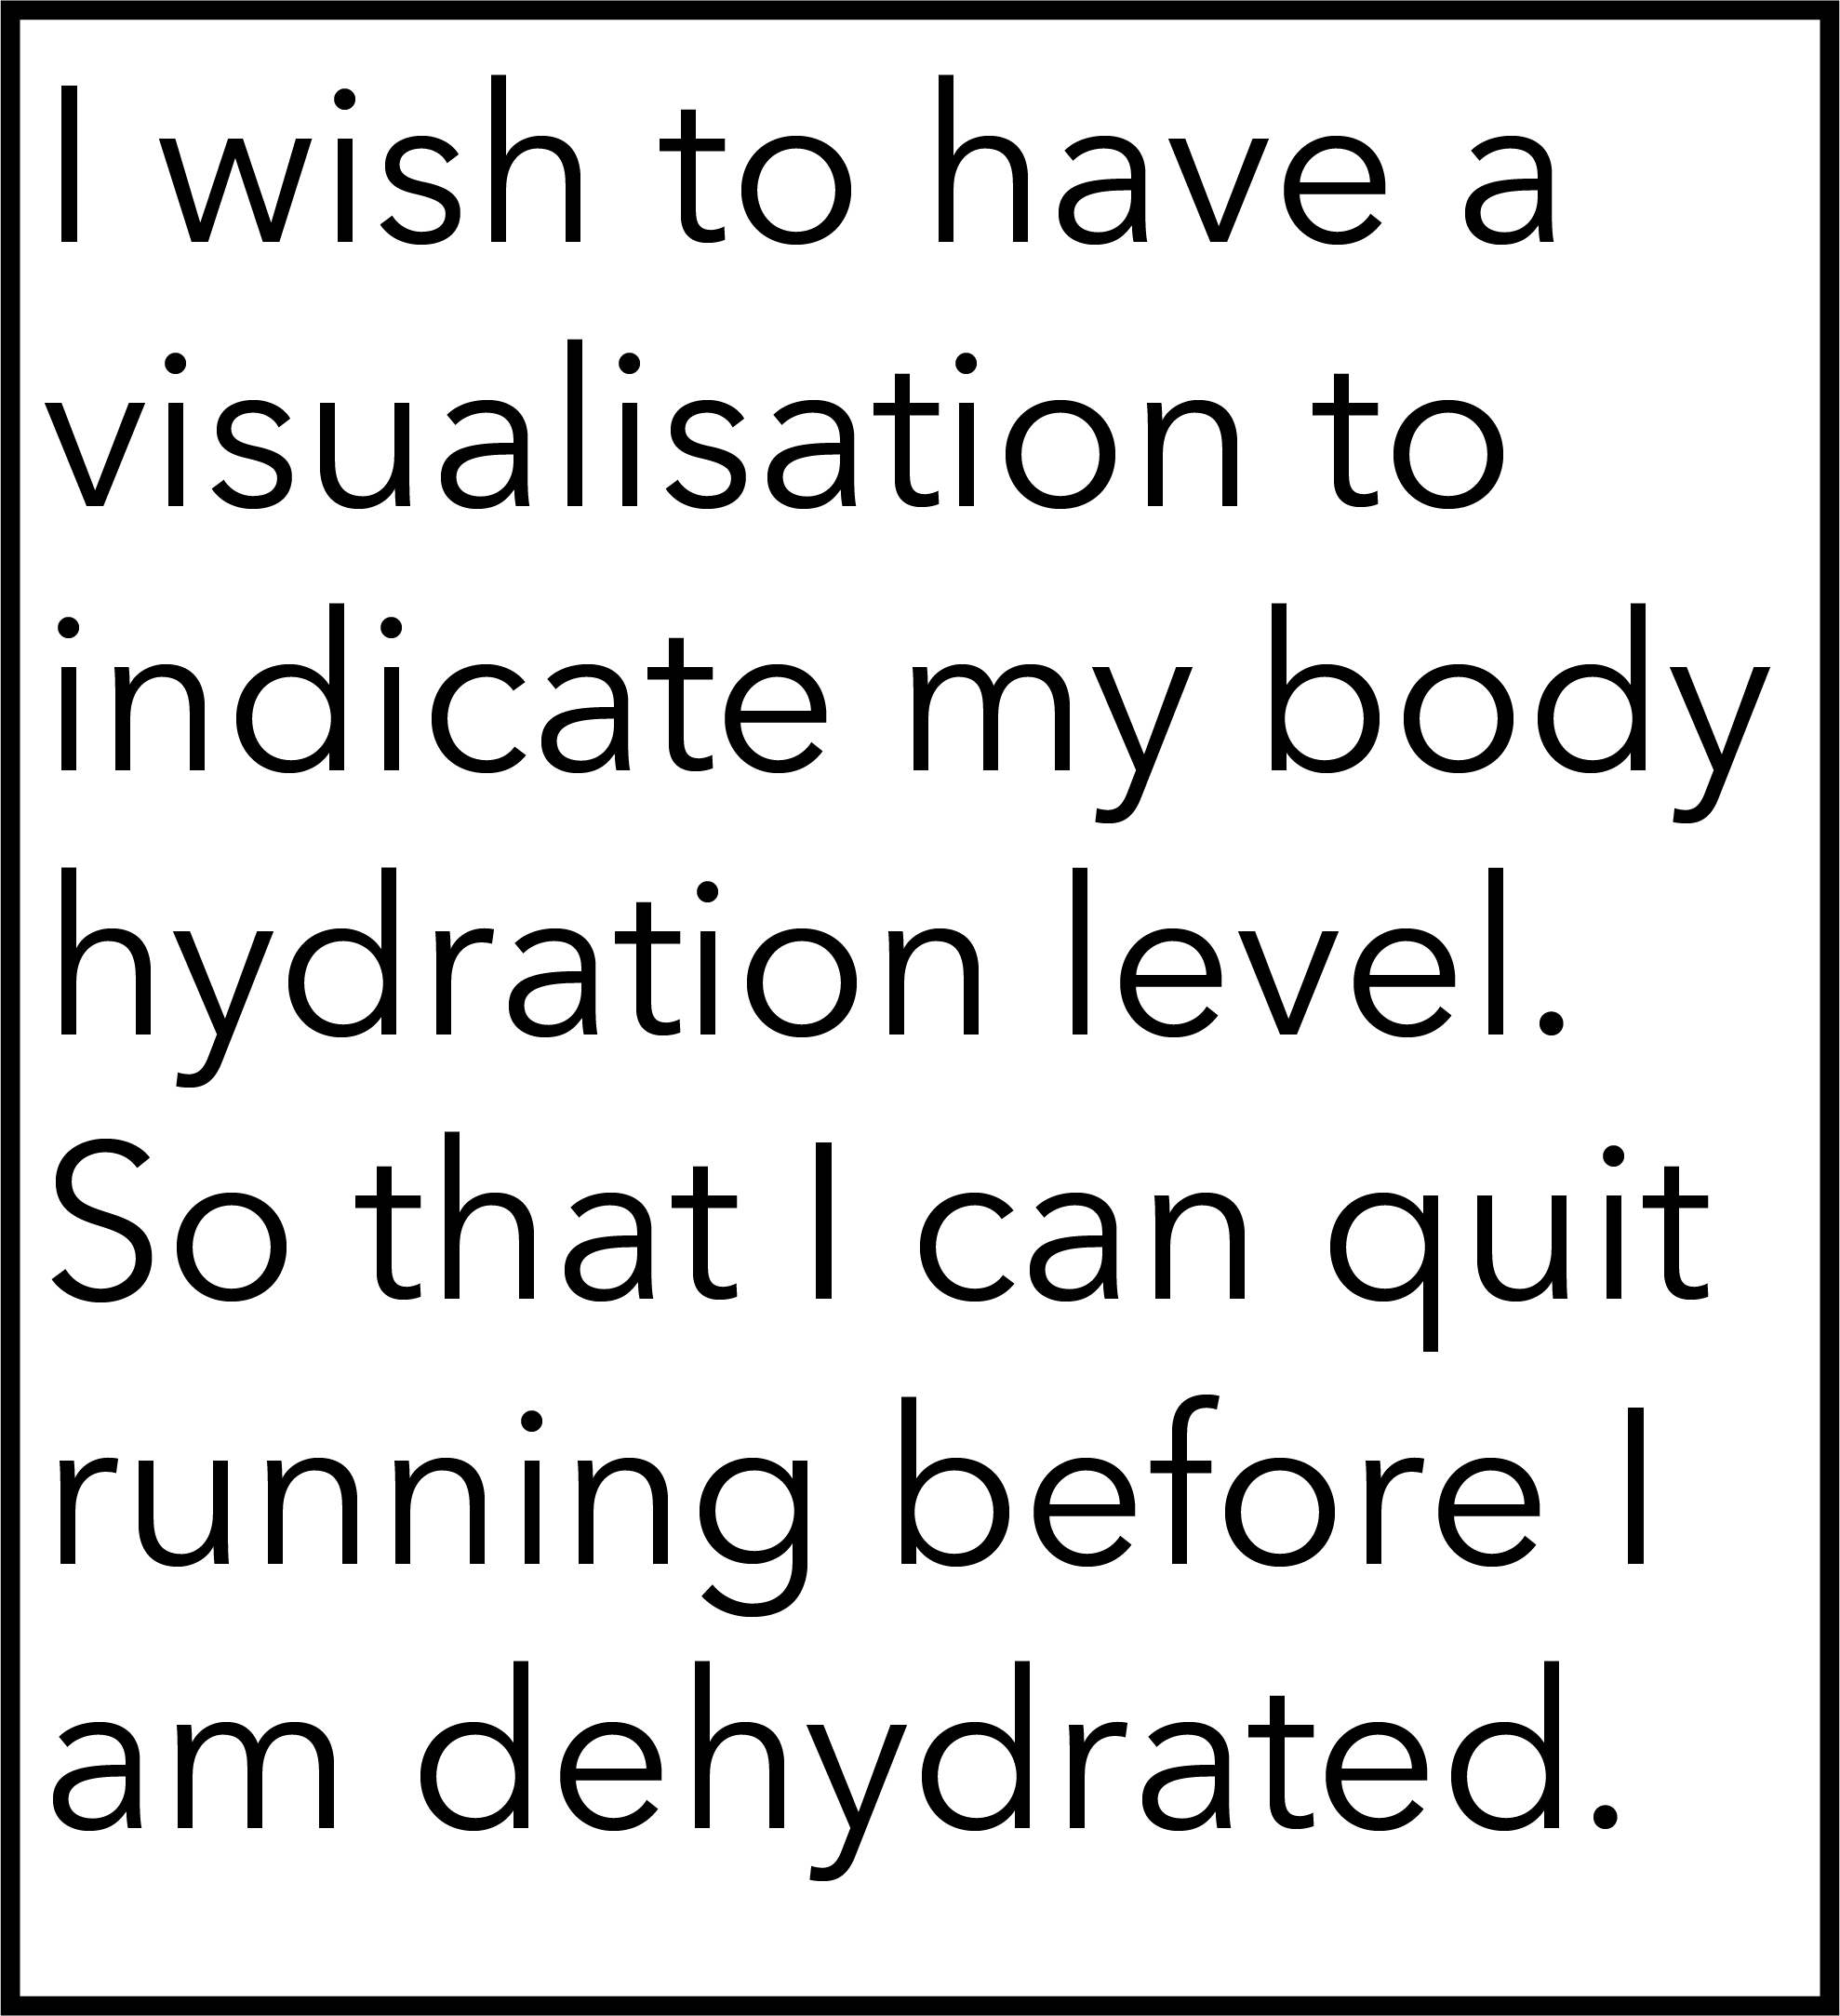 I wish to have a
visualisation to
indicate my body
hydration level.
So that I can quit
running before I
am dehydrated.